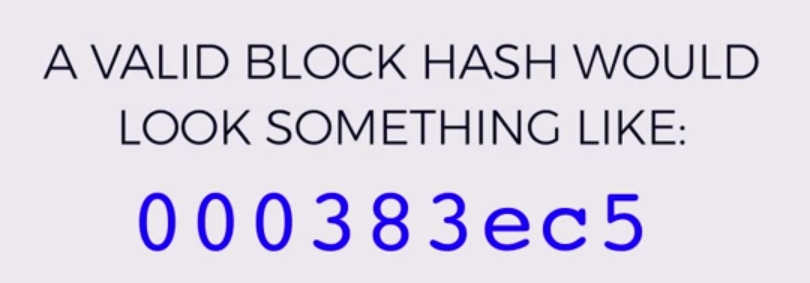 A VALID BLOCK HASH WOULD
LOOK SOMETHING LIKE:
000383ec5